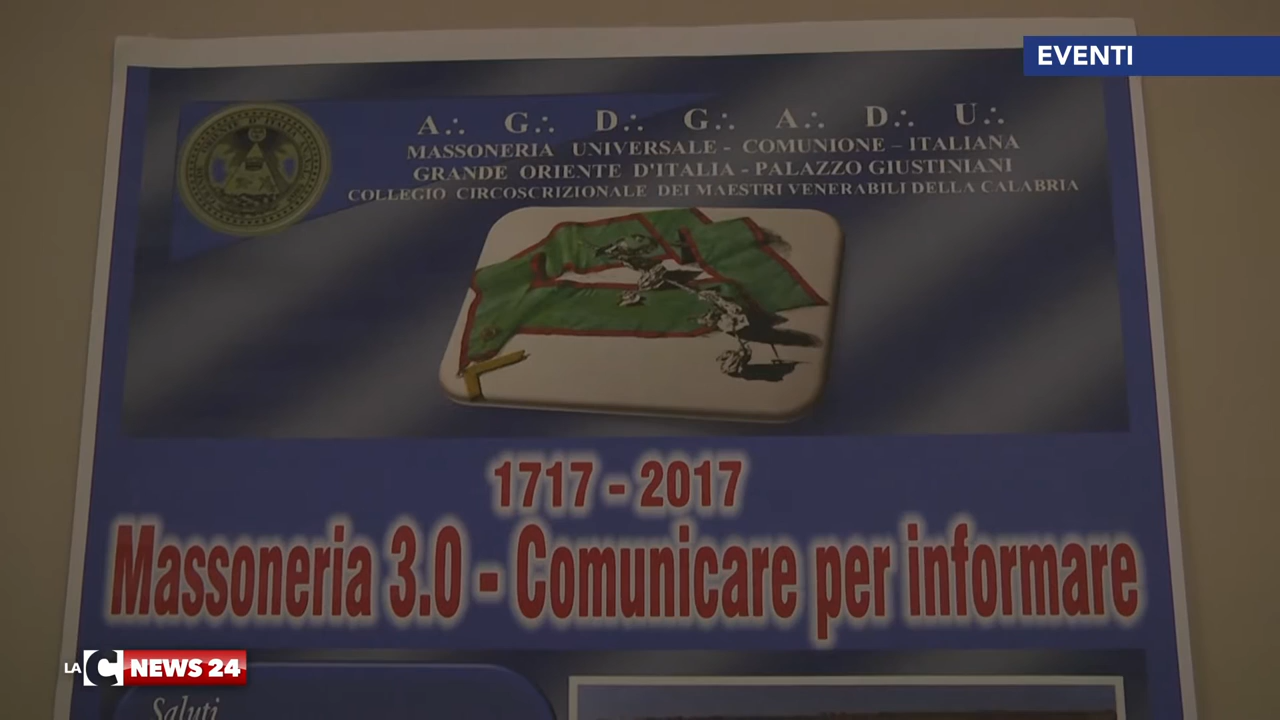 EVENTI
A∴ G∴ D∴ G∴ A∴ D∴ U∴
MASSONERIA UNIVERSALE - COMUNIONE - ITALIANA
GRANDE ORIENTE D'ITALIA - PALAZZO GIUSTINIANI
COLLEGIO CIRCOSCRIZIONALE DEI MAESTRI VENERABILI DELLA CALABRIA
1717 - 2017
Massoneria 3.0 - Comunicare per informare
LA C NEWS 24
Saluti